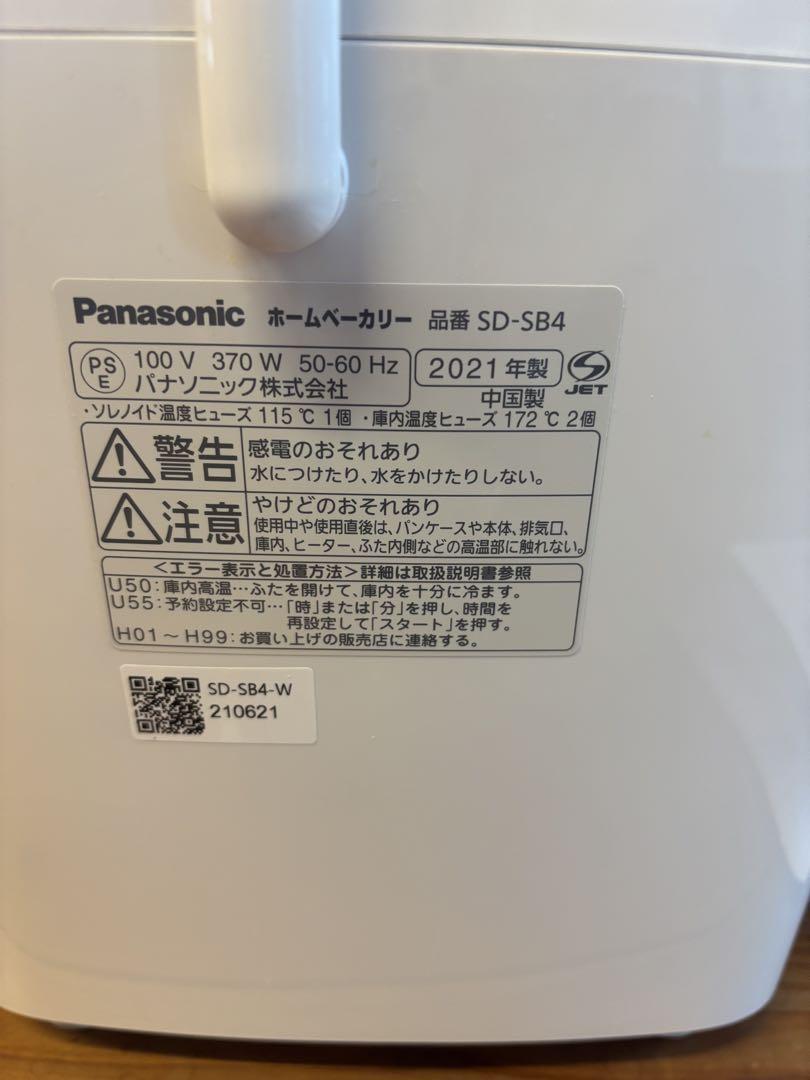 Panasonic ホームベーカリー 品番 SD-SB4
PS E 100 V 370 W 50-60 Hz 2021年製 JET
パナソニック株式会社 中国製
・ソレノイド温度ヒューズ 115 ℃ 1個 ・庫内温度ヒューズ 172 ℃ 2個
警告 感電のおそれあり
水につけたり、水をかけたりしない。
注意 やけどのおそれあり
使用中や使用直後は、パンケースや本体、排気口、
庫内、ヒーター、ふた内側などの高温部に触れない。
＜エラー表示と処置方法＞詳細は取扱説明書参照
U50：庫内高温…ふたを開けて、庫内を十分に冷ます。
U55：予約設定不可…「時」または「分」を押し、時間を
再設定して「スタート」を押す。
H01～H99：お買い上げの販売店に連絡する。
SD-SB4-W
210621